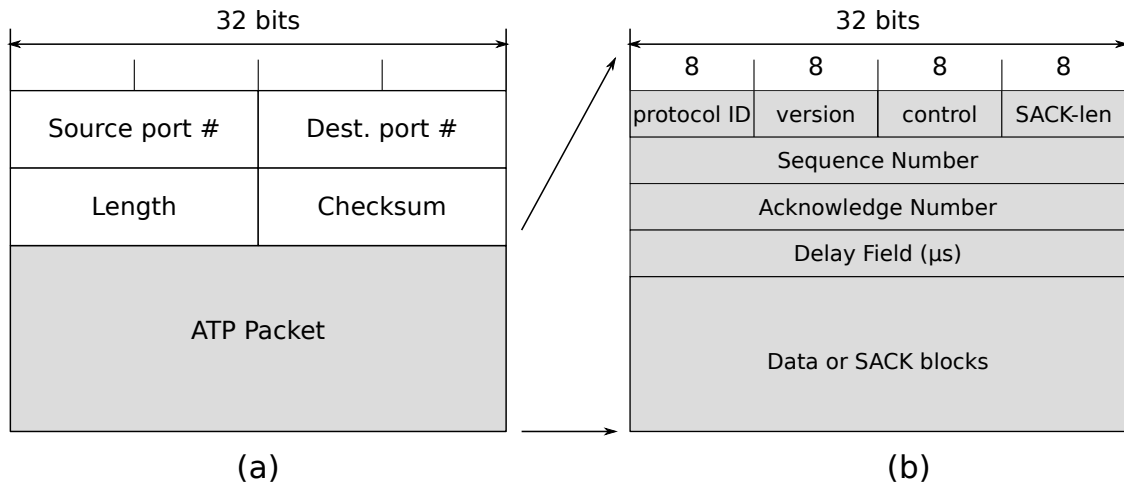 32 bits
Source port #
Dest. port #
Length
Checksum
ATP Packet
(a)
32 bits
8 8 8 8
protocol ID version control SACK-len
Sequence Number
Acknowledge Number
Delay Field (µs)
Data or SACK blocks
(b)